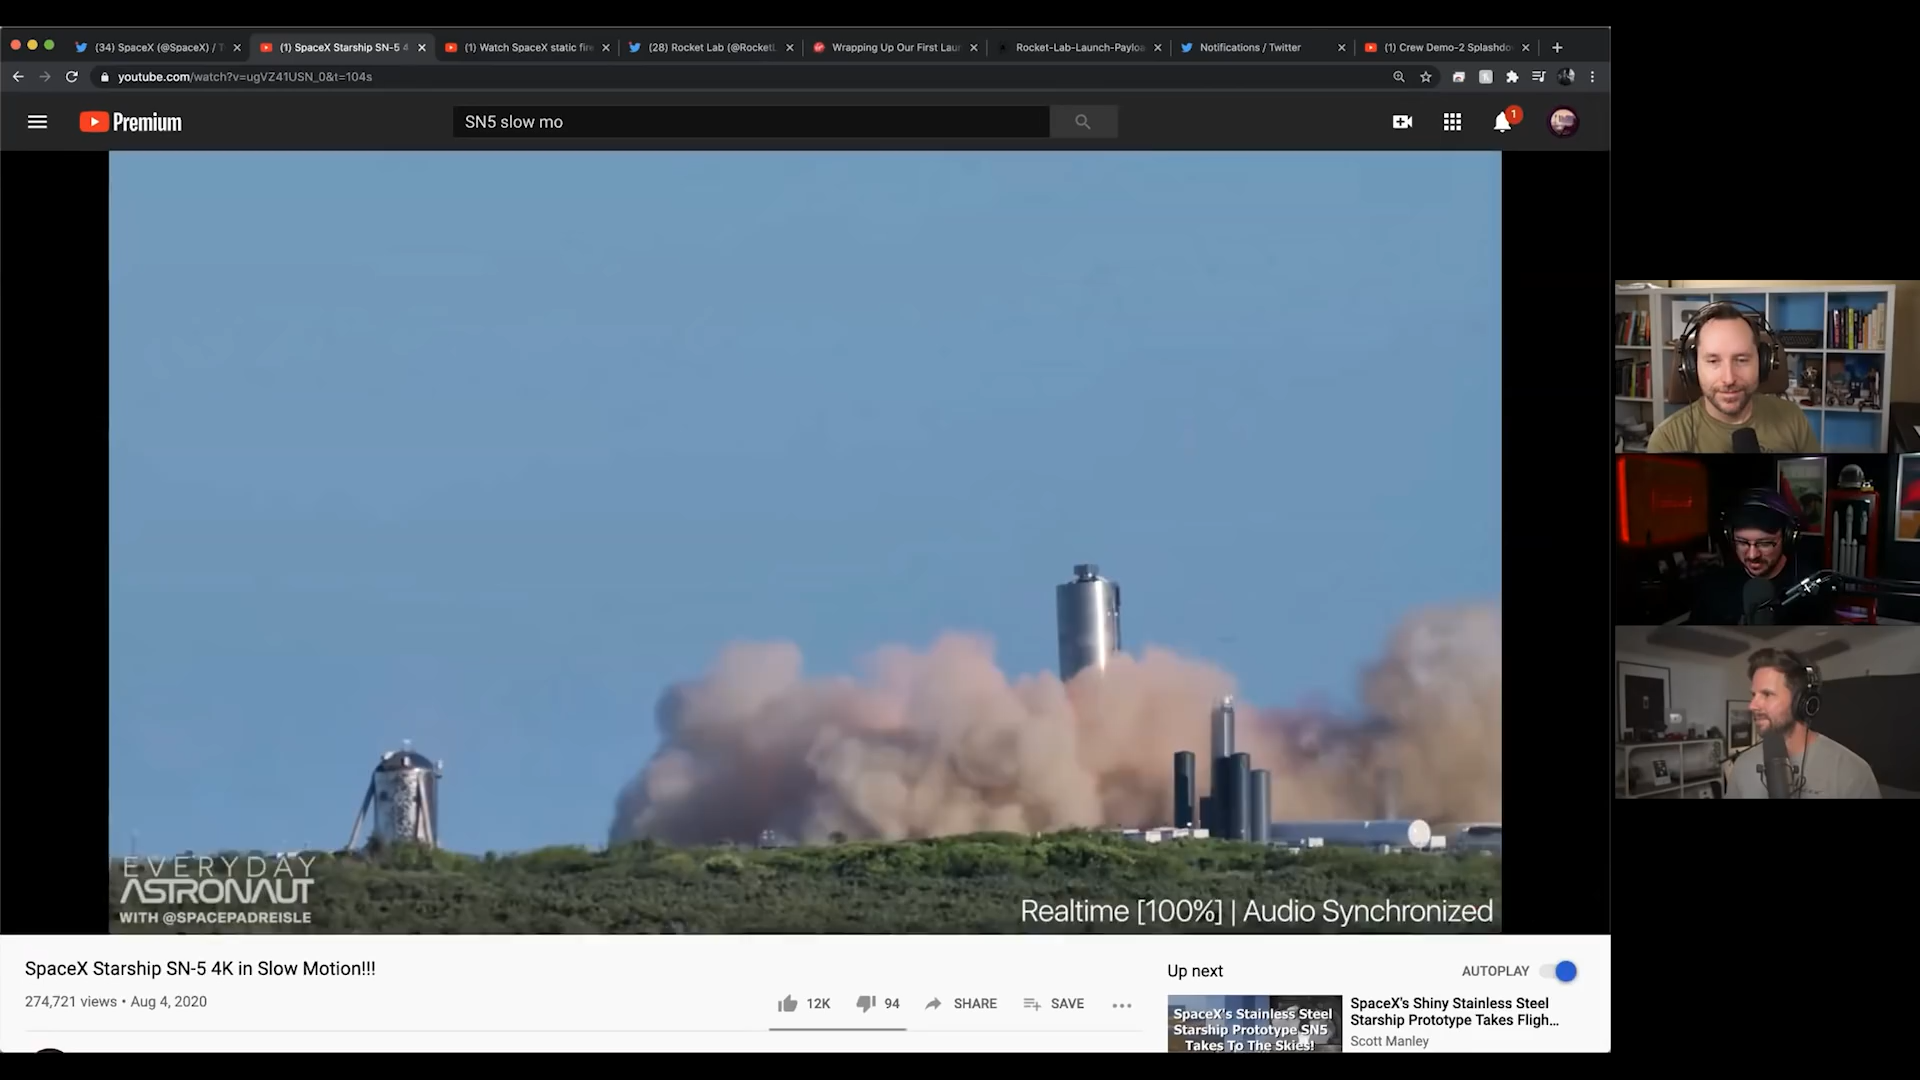 (34) SpaceX (@SpaceX) / T
(1) SpaceX Starship SN-5 4
(1) Watch SpaceX static fire
(28) Rocket Lab (@RocketL
Wrapping Up Our First Laun
Rocket-Lab-Launch-Payloa
Notifications / Twitter
(1) Crew Demo-2 Splashdo
youtube.com/watch?v=ugVZ41USN_0&t=104s
Premium
SN5 slow mo
1
EVERYDAY
ASTRONAUT
WITH @SPACEPADREISLE
Realtime [100%] | Audio Synchronized
SpaceX Starship SN-5 4K in Slow Motion!!!
274,721 views • Aug 4, 2020
12K
94
SHARE
SAVE
Up next
AUTOPLAY
SpaceX's Stainless Steel
Starship Prototype SN5
Takes To The Skies!
SpaceX's Shiny Stainless Steel
Starship Prototype Takes Fligh...
Scott Manley